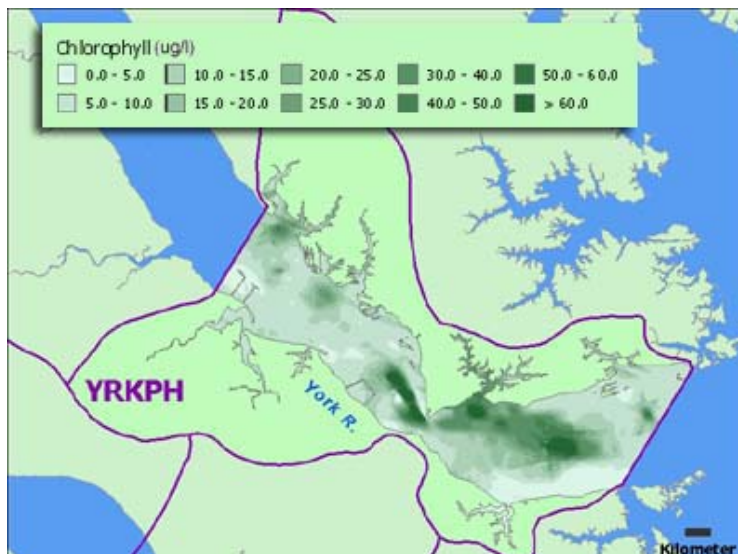 Chlorophyll (ug/l)
0.0 - 5.0 10.0 - 15.0 20.0 - 25.0 30.0 - 40.0 50.0 - 60.0
5.0 - 10.0 15.0 - 20.0 25.0 - 30.0 40.0 - 50.0 > 60.0
YRKPH
York R.
Kilometer